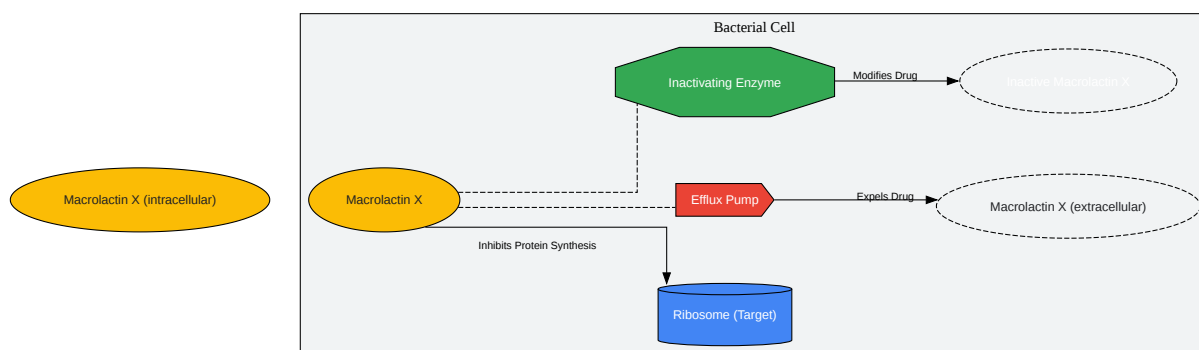 Bacterial Cell
Inactivating Enzyme
Modifies Drug
Inactive Macrolactin X
Macrolactin X (intracellular)
Macrolactin X
Efflux Pump
Expels Drug
Macrolactin X (extracellular)
Inhibits Protein Synthesis
Ribosome (Target)